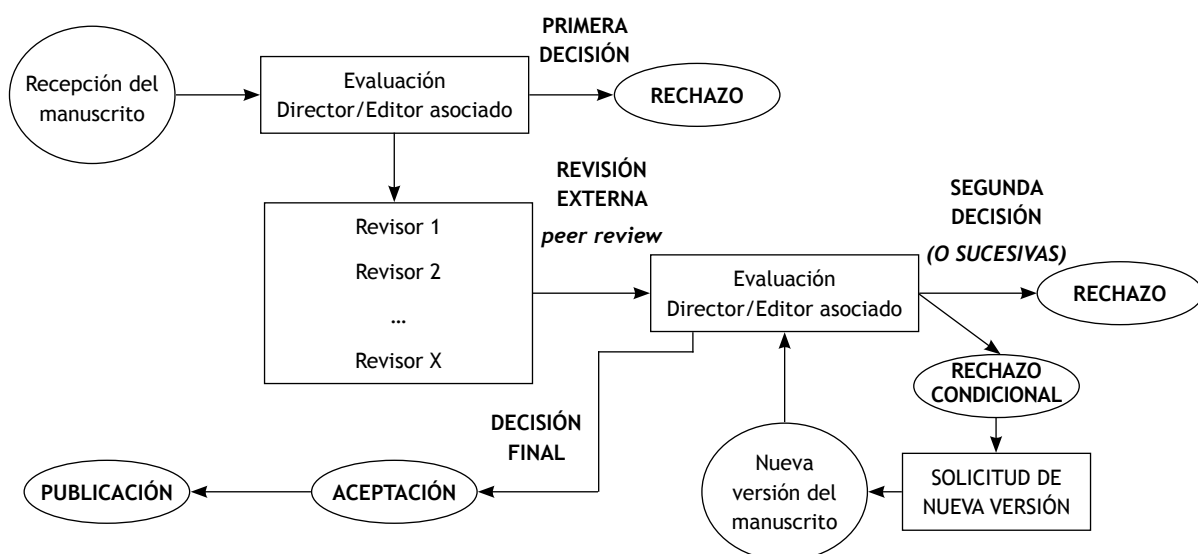 PRIMERA
DECISIÓN
Recepción del
manuscrito
Evaluación
Director/Editor asociado
RECHAZO
REVISIÓN
EXTERNA
peer review
Revisor 1
Revisor 2
...
Revisor X
SEGUNDA
DECISIÓN
(O SUCESIVAS)
Evaluación
Director/Editor asociado
RECHAZO
RECHAZO
CONDICIONAL
DECISIÓN
FINAL
PUBLICACIÓN
ACEPTACIÓN
Nueva
versión del
manuscrito
SOLICITUD DE
NUEVA VERSIÓN